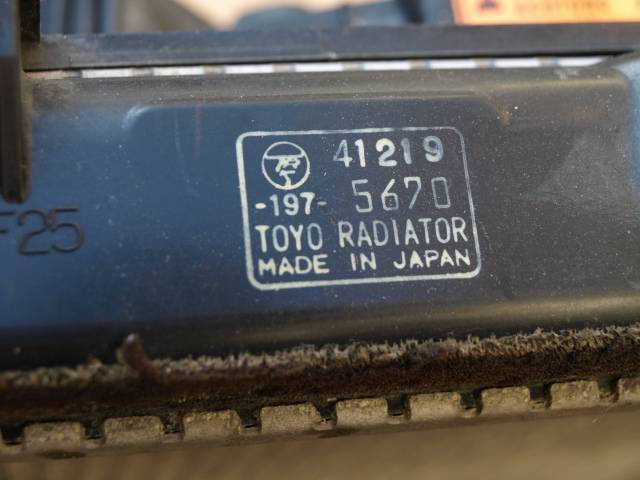 41219
-197- 5670
TOYO RADIATOR
MADE IN JAPAN
F25